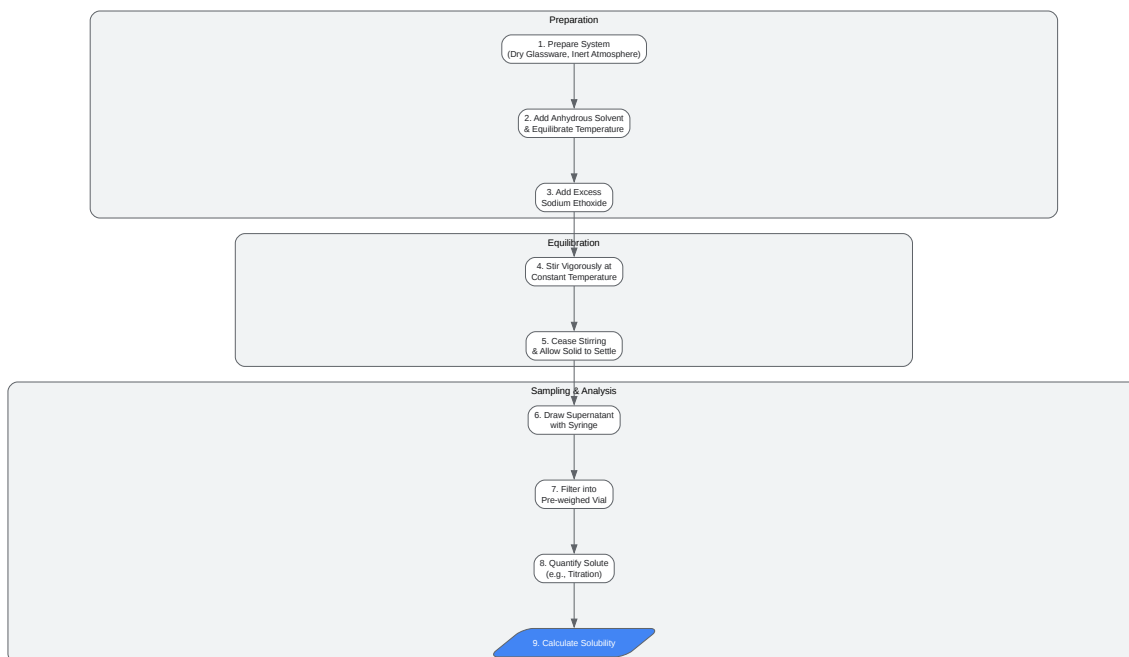 Preparation
1. Prepare System
(Dry Glassware, Inert Atmosphere)
2. Add Anhydrous Solvent
& Equilibrate Temperature
3. Add Excess
Sodium Ethoxide
Equilibration
4. Stir Vigorously at
Constant Temperature
5. Cease Stirring
& Allow Solid to Settle
Sampling & Analysis
6. Draw Supernatant
with Syringe
7. Filter into
Pre-weighed Vial
8. Quantify Solute
(e.g., Titration)
9. Calculate Solubility